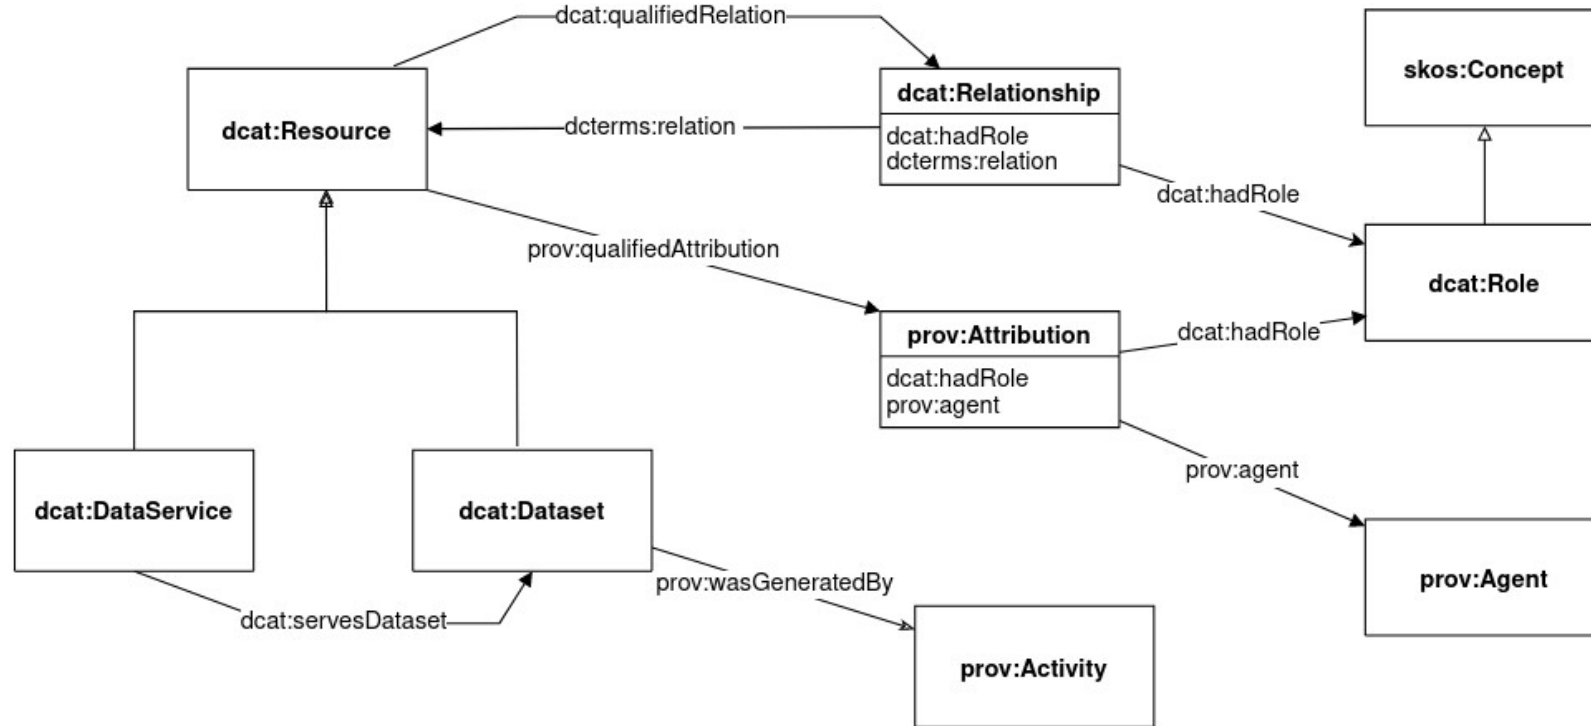 dcat:qualifiedRelation
skos:Concept
dcat:Resource
dcterms:relation
dcat:Relationship
dcat:hadRole
dcterms:relation
dcat:hadRole
prov:qualifiedAttribution
dcat:Role
prov:Attribution
dcat:hadRole
prov:agent
dcat:hadRole
prov:agent
dcat:DataService
dcat:Dataset
prov:wasGeneratedBy
prov:Agent
dcat:servesDataset
prov:Activity